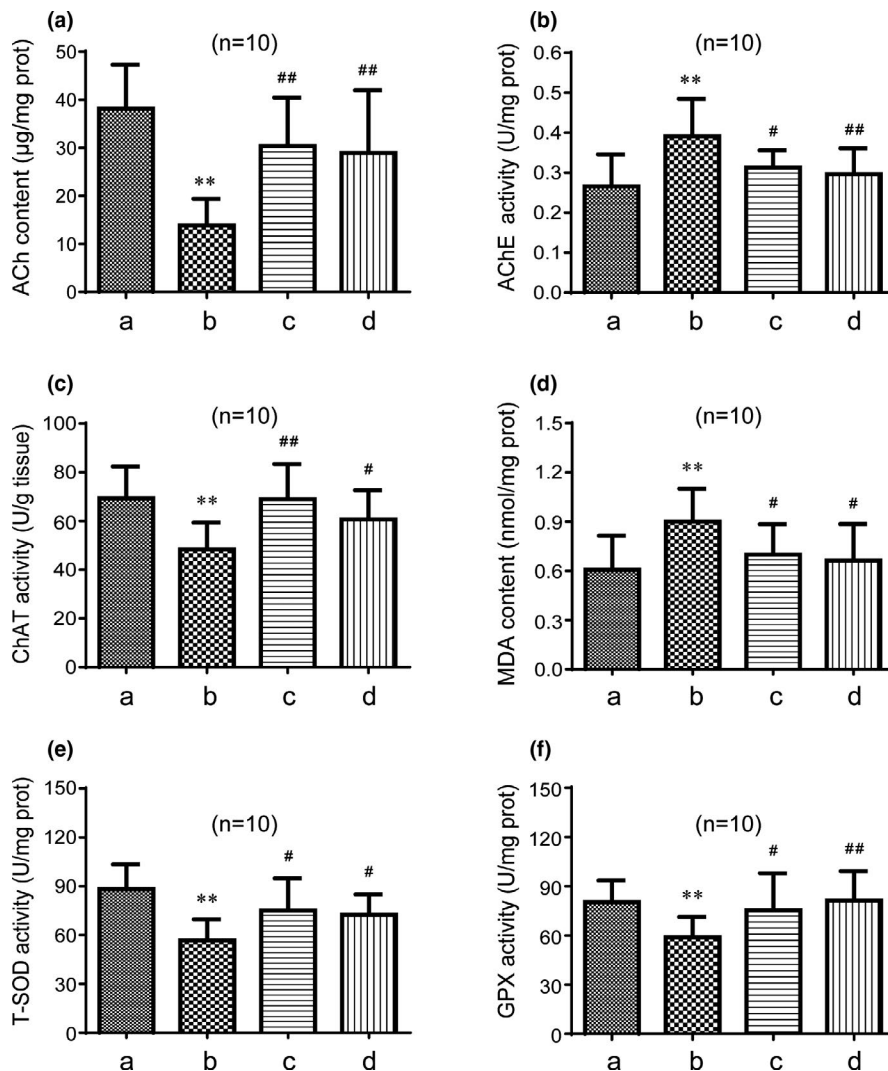 (a)
(n=10)
ACh content (µg/mg prot)
50
40
30
20
10
0
**
##
##
a b c d
(b)
(n=10)
AChE activity (U/mg prot)
0.6
0.5
0.4
0.3
0.2
0.0
**
#
##
a b c d
(c)
(n=10)
ChAT activity (U/g tissue)
100
80
60
40
20
0
**
##
#
a b c d
(d)
(n=10)
MDA content (nmol/mg prot)
1.5
1.2
0.9
0.6
0.3
0.0
**
#
#
a b c d
(e)
(n=10)
T-SOD activity (U/mg prot)
150
120
90
60
30
0
**
#
#
a b c d
(f)
(n=10)
GPX activity (U/mg prot)
150
120
90
60
30
0
**
#
##
a b c d